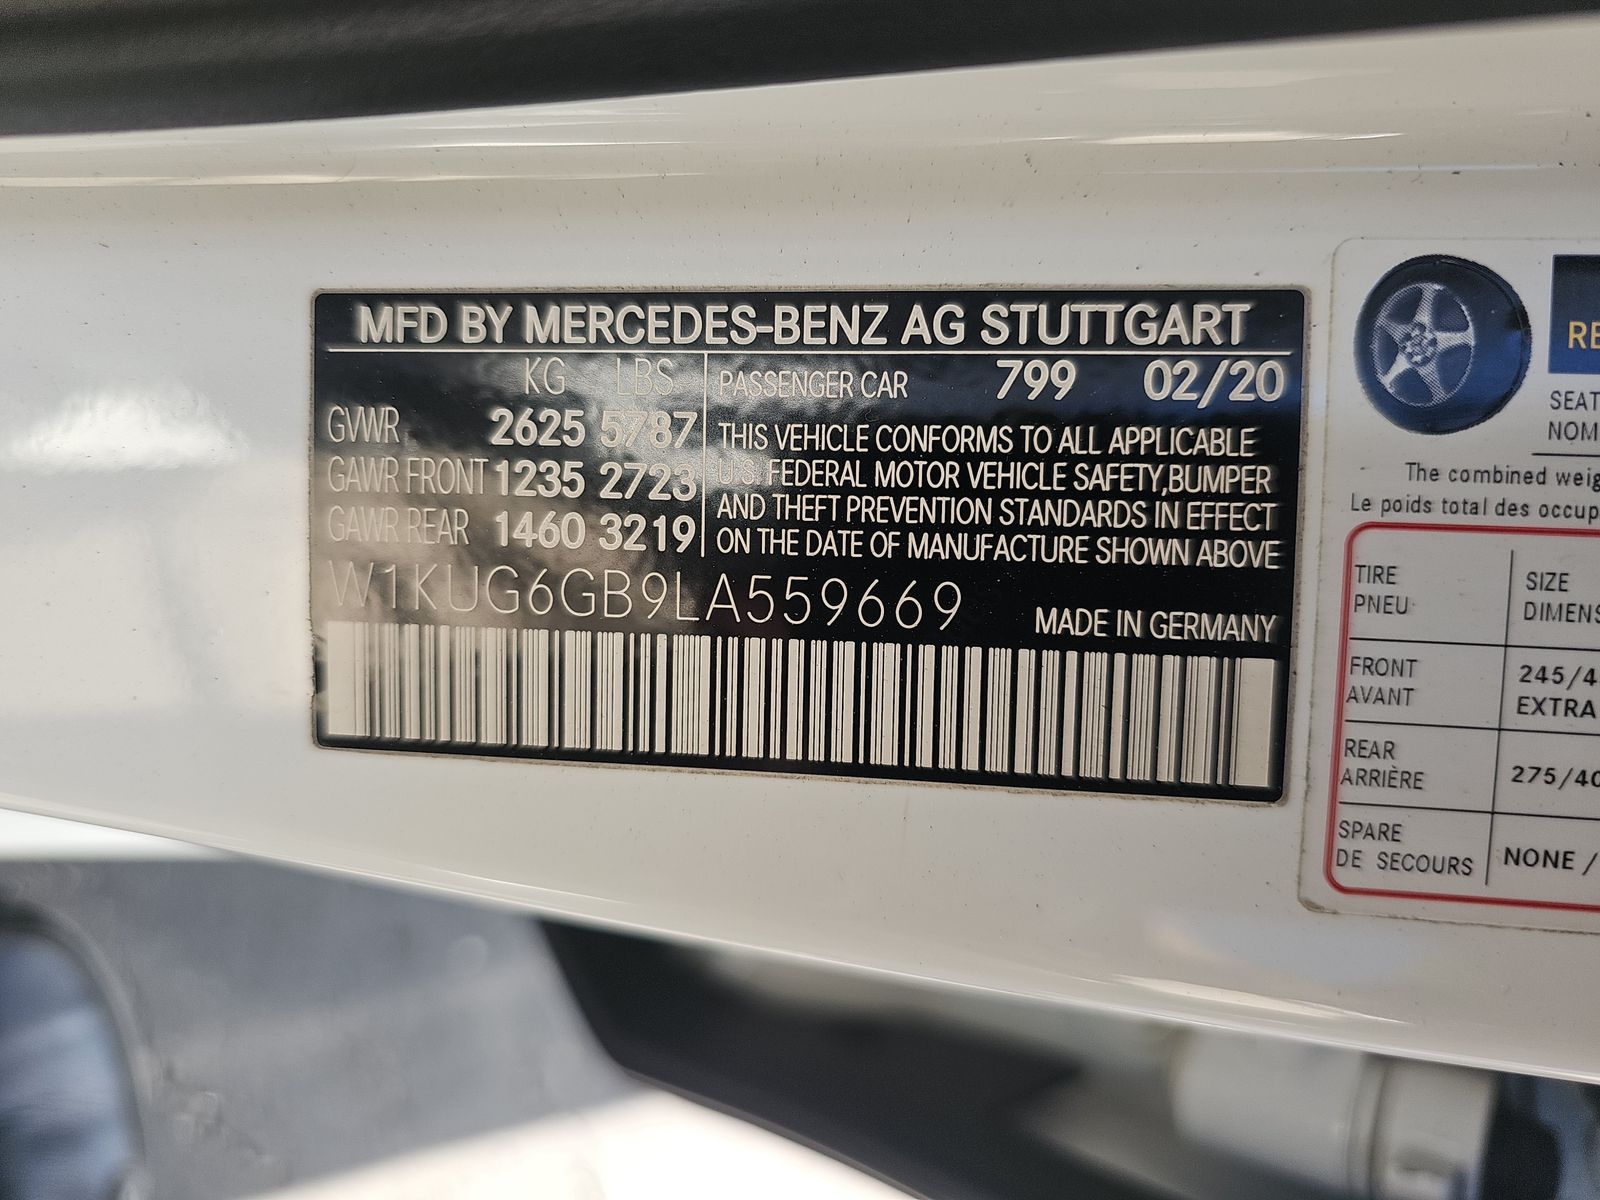 MFD BY MERCEDES-BENZ AG STUTTGART
KG LBS
GVWR 2625 5787
GAWR FRONT 1235 2723
GAWR REAR 1460 3219
PASSENGER CAR 799 02/20
THIS VEHICLE CONFORMS TO ALL APPLICABLE
U.S. FEDERAL MOTOR VEHICLE SAFETY,BUMPER
AND THEFT PREVENTION STANDARDS IN EFFECT
ON THE DATE OF MANUFACTURE SHOWN ABOVE
W1KUG6GB9LA559669
MADE IN GERMANY
SEAT
NOM
The combined
Le poids total des
TIRE
PNEU
SIZE
FRONT
AVANT
245/4
EXTRA
REAR
ARRIÈRE
275/40
SPARE
DE SECOURS
NONE /